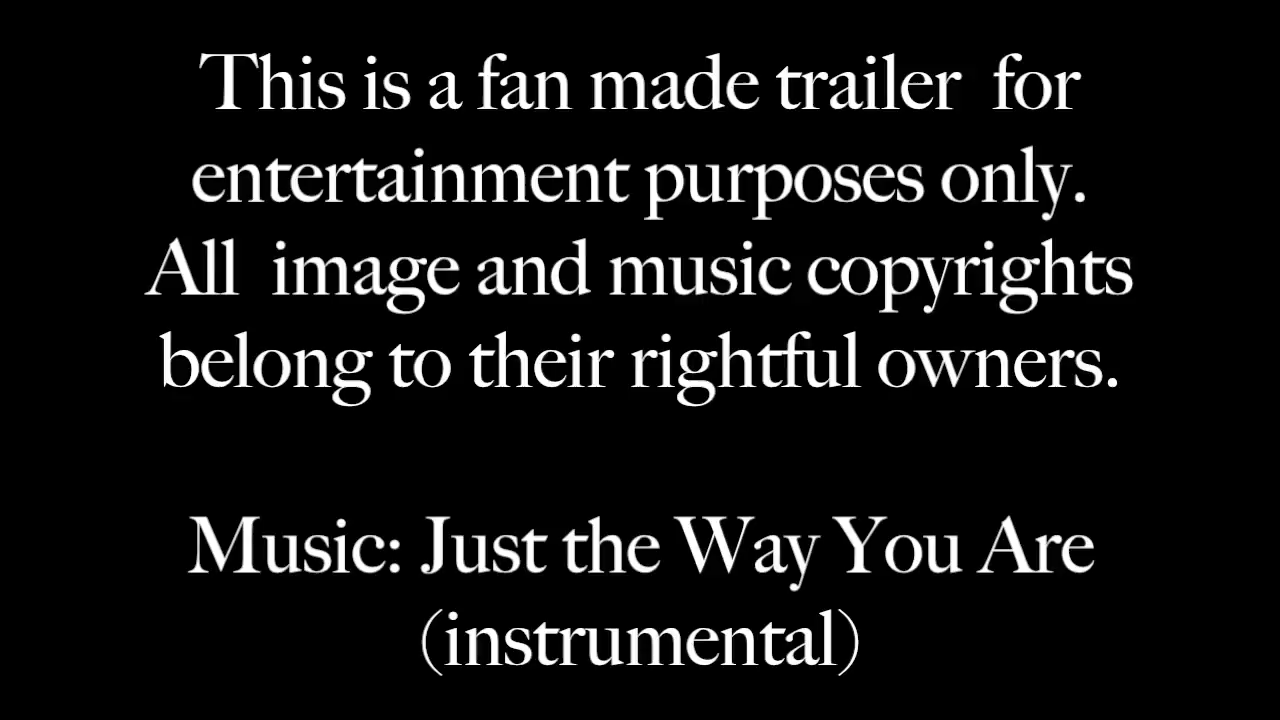 This is a fan made trailer  for
entertainment purposes only.
All  image and music copyrights
belong to their rightful owners.
Music: Just the Way You Are
(instrumental)